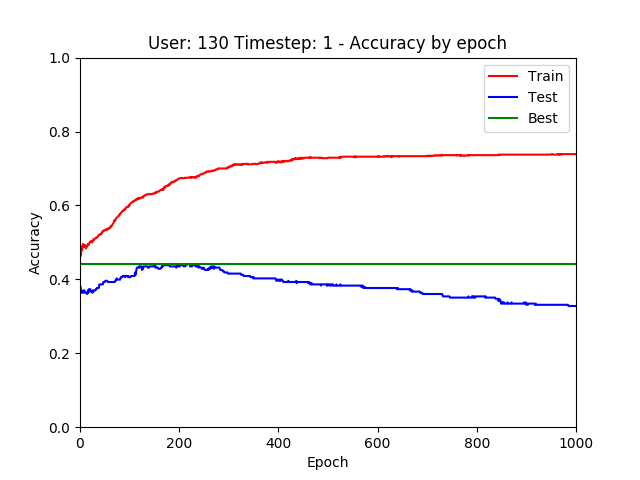 User: 130 Timestep: 1 - Accuracy by epoch
Train
Test
Best
Accuracy
1.0
0.8
0.6
0.4
0.2
0.0
0 200 400 600 800 1000
Epoch